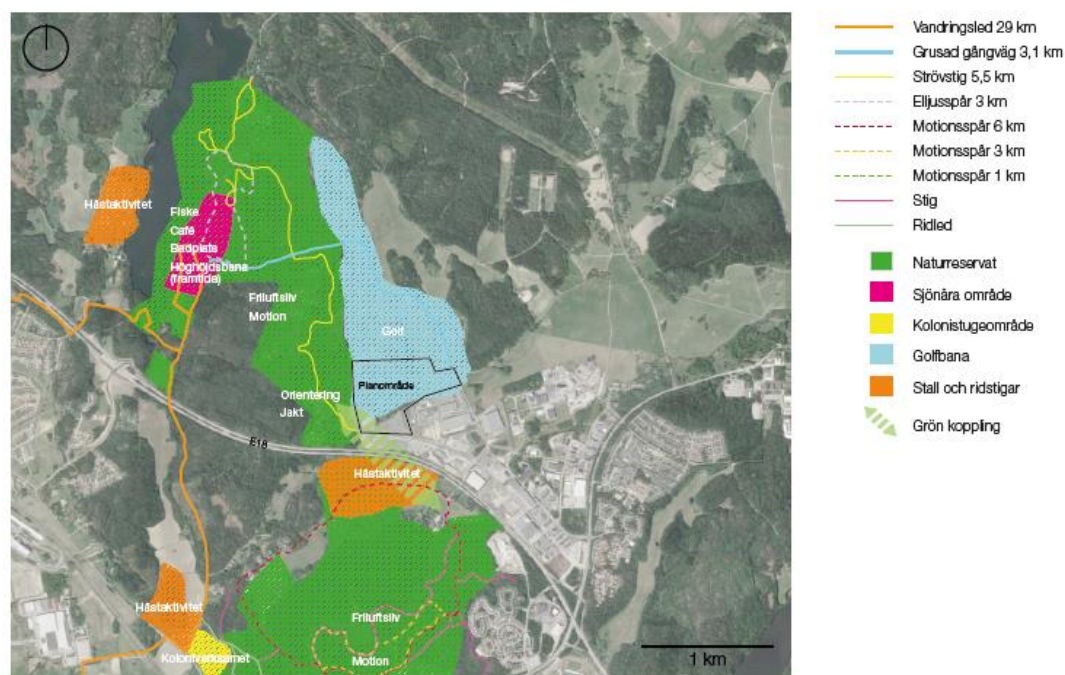 Hästaktivitet
Fiske
Café
Badplats
Höghöjdsbana
(framtida)
Friluftsliv
Motion
Golf
Planområde
Orientering
Jakt
E18
Hästaktivitet
Hästaktivitet
Koloniverksamet
Friluftsliv
Motion
1 km
Vandringsled 29 km
Grusad gångväg 3,1 km
Strövstig 5,5 km
Elljusspår 3 km
Motionsspår 6 km
Motionsspår 3 km
Motionsspår 1 km
Stig
Ridled
Naturreservat
Sjönära område
Kolonistugeområde
Golfbana
Stall och ridstigar
Grön koppling